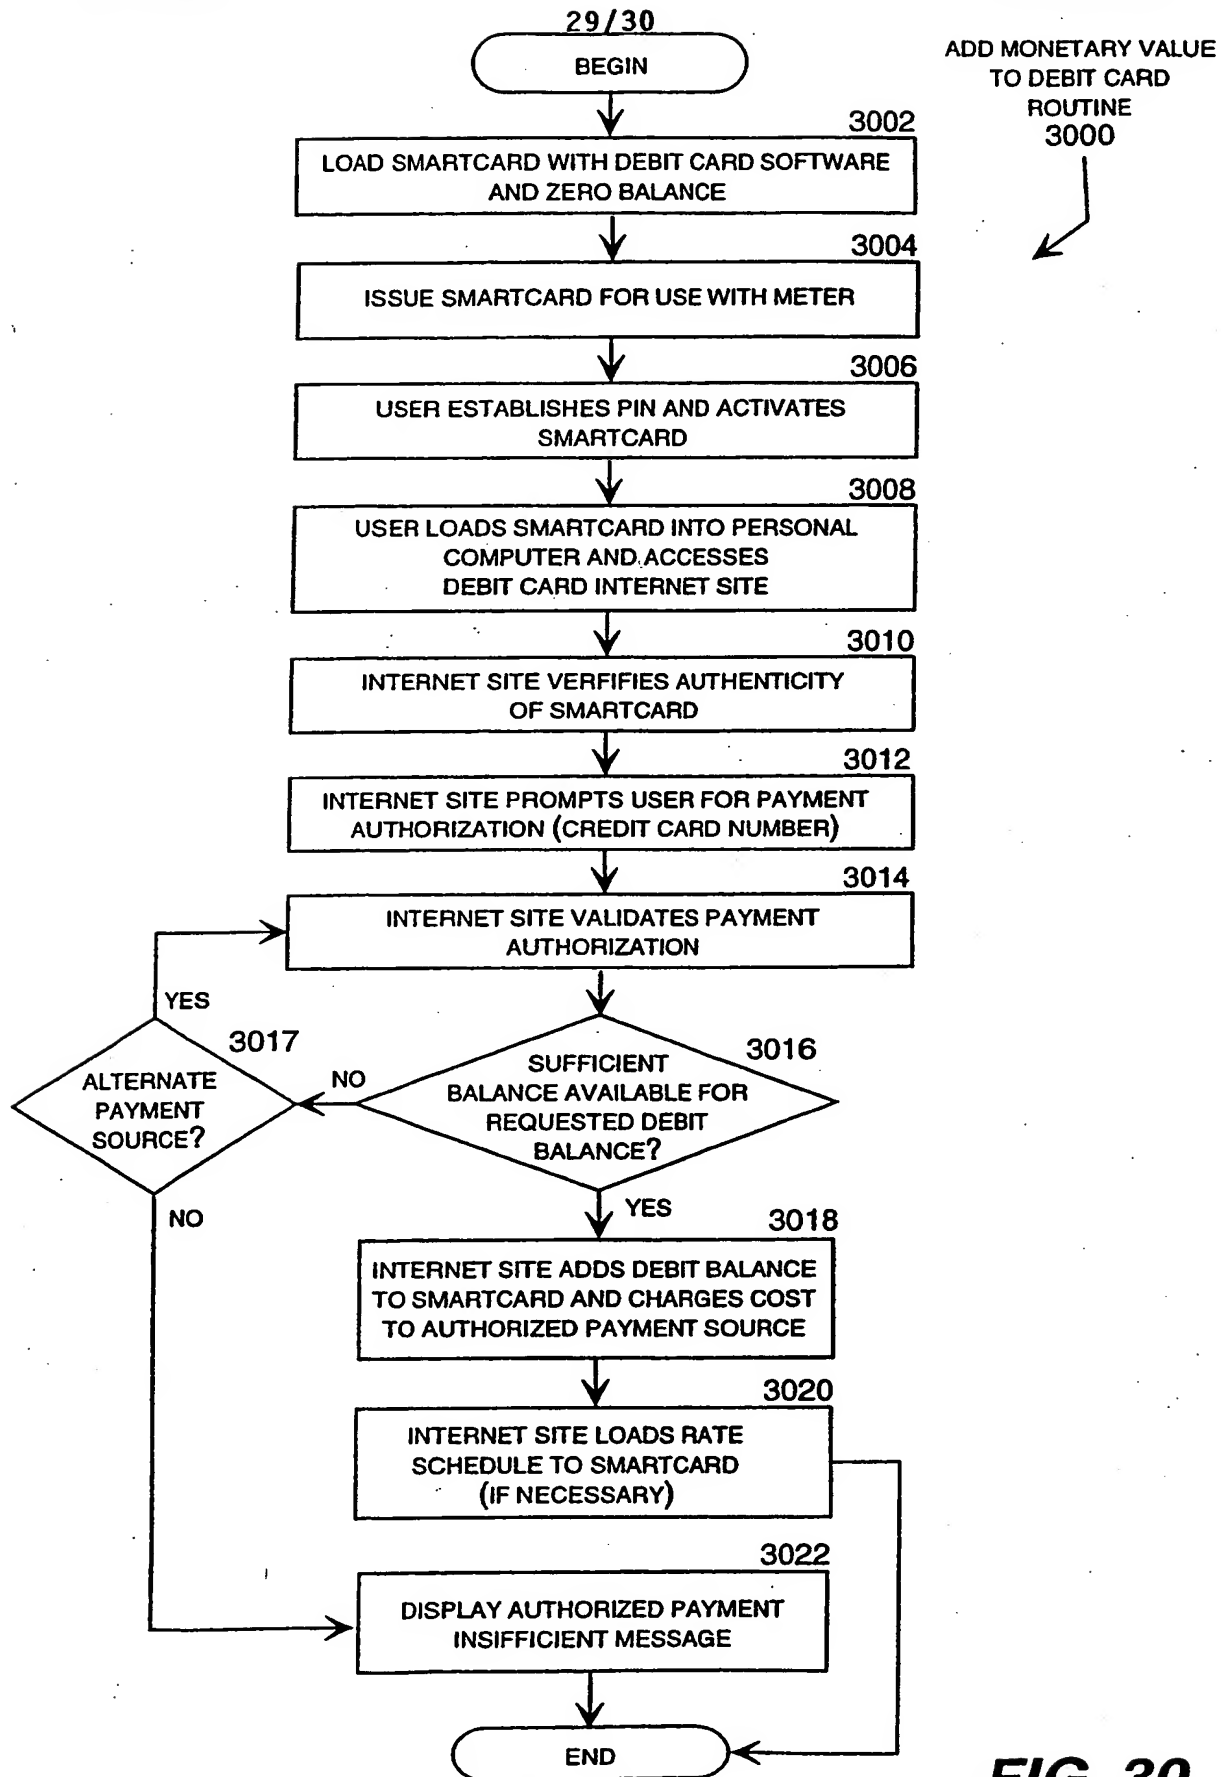 29/30
BEGIN
ADD MONETARY VALUE
TO DEBIT CARD
ROUTINE
3000
3002
LOAD SMARTCARD WITH DEBIT CARD SOFTWARE
AND ZERO BALANCE
3004
ISSUE SMARTCARD FOR USE WITH METER
3006
USER ESTABLISHES PIN AND ACTIVATES
SMARTCARD
3008
USER LOADS SMARTCARD INTO PERSONAL
COMPUTER AND ACCESSES
DEBIT CARD INTERNET SITE
3010
INTERNET SITE VERFIFIES AUTHENTICITY
OF SMARTCARD
3012
INTERNET SITE PROMPTS USER FOR PAYMENT
AUTHORIZATION (CREDIT CARD NUMBER)
3014
INTERNET SITE VALIDATES PAYMENT
AUTHORIZATION
YES
3017
ALTERNATE
PAYMENT
SOURCE?
NO
3016
SUFFICIENT
BALANCE AVAILABLE FOR
REQUESTED DEBIT
BALANCE?
NO
YES
3018
INTERNET SITE ADDS DEBIT BALANCE
TO SMARTCARD AND CHARGES COST
TO AUTHORIZED PAYMENT SOURCE
3020
INTERNET SITE LOADS RATE
SCHEDULE TO SMARTCARD
(IF NECESSARY)
3022
DISPLAY AUTHORIZED PAYMENT
INSIFFICIENT MESSAGE
END
FIG. 30